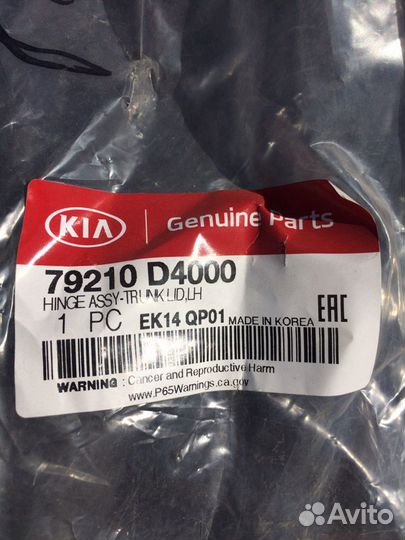 KIA Genuine Parts
79210 D4000
HINGE ASSY-TRUNK LID,LH
1 PC EK14 QP01 MADE IN KOREA
EAC
WARNING : Cancer and Reproductive Harm
www.P65Warnings.ca.gov
Avito